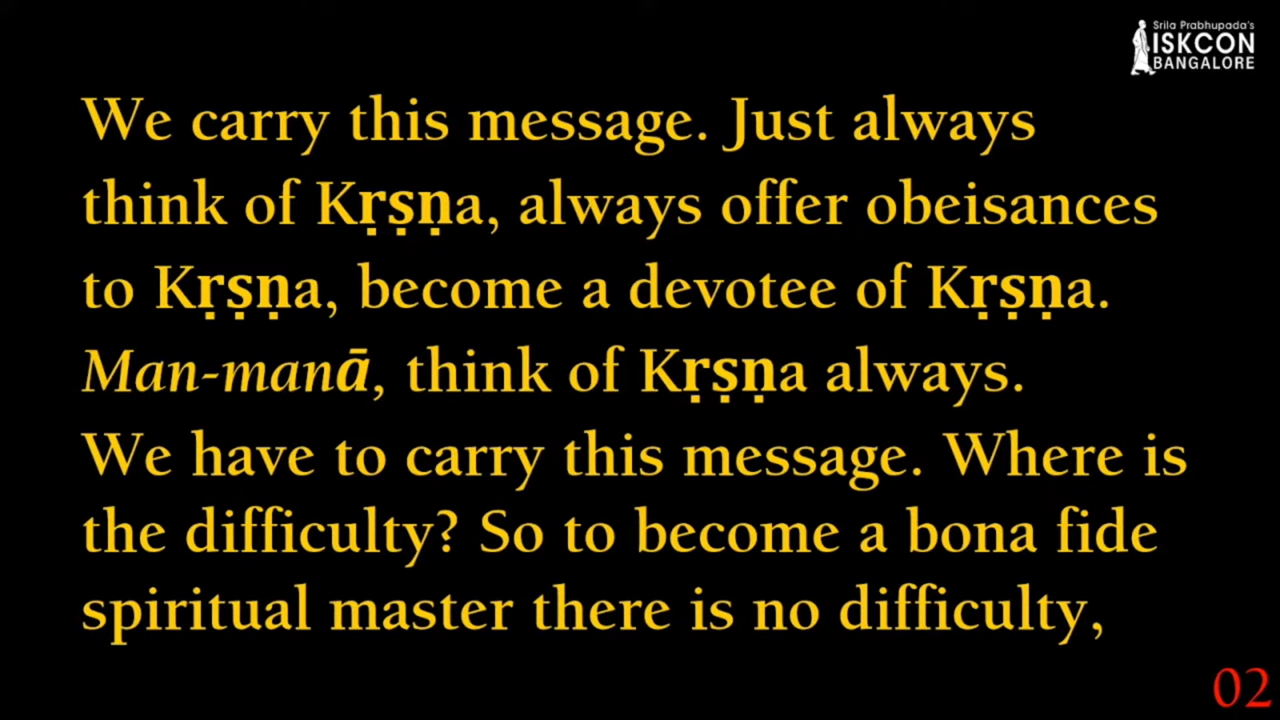 Srila Prabhupada's
ISKCON
BANGALORE
We carry this message. Just always
think of Kṛṣṇa, always offer obeisances
to Kṛṣṇa, become a devotee of Kṛṣṇa.
Man-manā, think of Kṛṣṇa always.
We have to carry this message. Where is
the difficulty? So to become a bona fide
spiritual master there is no difficulty,
02